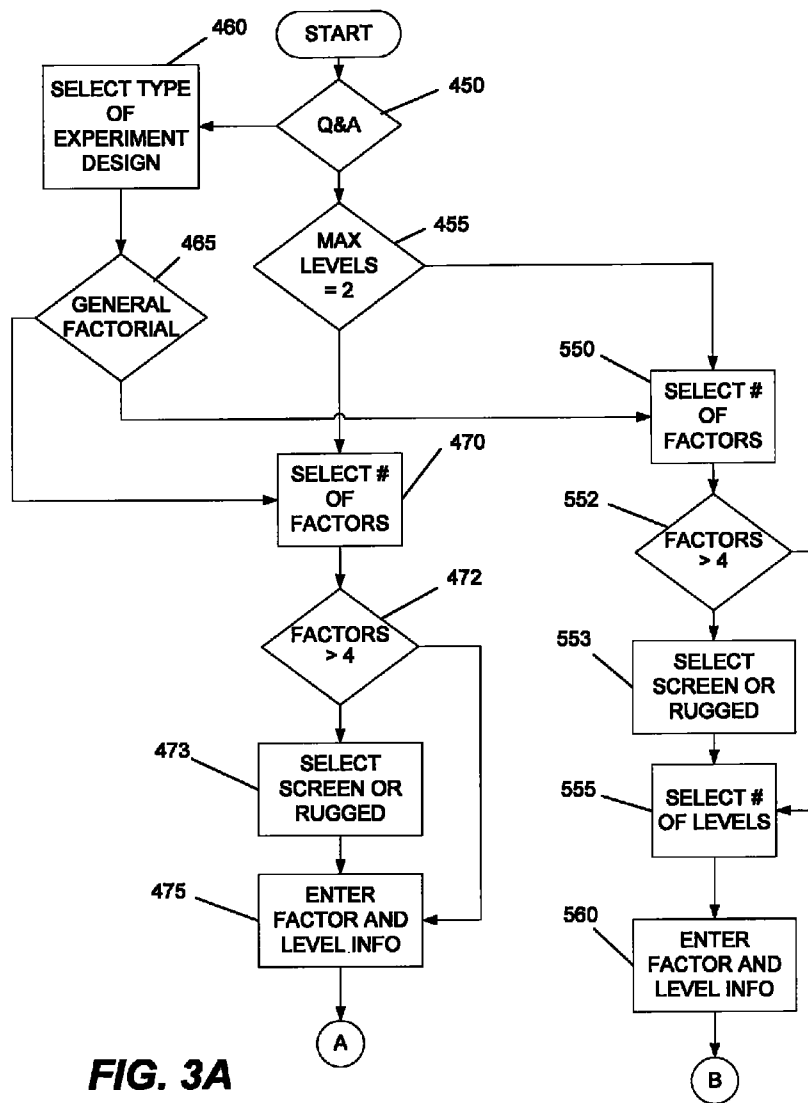 START
460
SELECT TYPE
OF
EXPERIMENT
DESIGN
450
Q&A
455
MAX
LEVELS
= 2
465
GENERAL
FACTORIAL
550
SELECT #
OF
FACTORS
470
SELECT #
OF
FACTORS
552
FACTORS
> 4
472
FACTORS
> 4
553
SELECT
SCREEN OR
RUGGED
473
SELECT
SCREEN OR
RUGGED
555
SELECT #
OF LEVELS
475
ENTER
FACTOR AND
LEVEL INFO
560
ENTER
FACTOR AND
LEVEL INFO
A
B
FIG. 3A